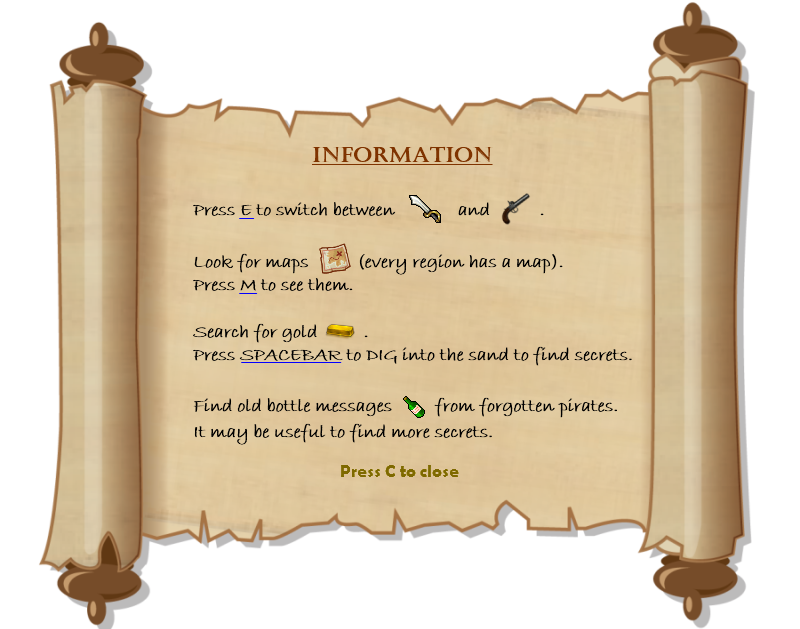 INFORMATION
Press E to switch between and .
Look for maps (every region has a map).
Press M to see them.
Search for gold .
Press SPACEBAR to DIG into the sand to find secrets.
Find old bottle messages from forgotten pirates.
It may be useful to find more secrets.
Press C to close